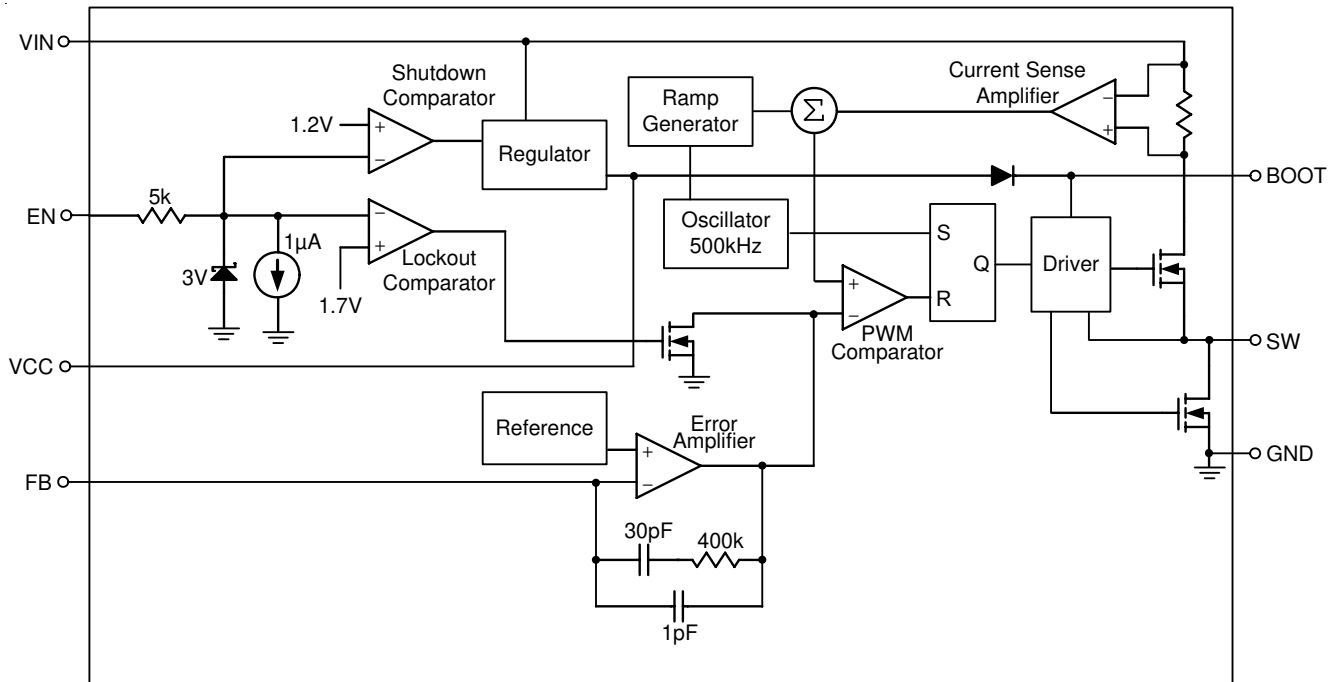 VIN
Shutdown
Comparator
1.2V
+
−
Regulator
Ramp
Generator
Σ
Current Sense
Amplifier
−
+
BOOT
5k
EN
1µA
3V
−
+
1.7V
Lockout
Comparator
Oscillator
500kHz
S
Q
R
Driver
+
−
PWM
Comparator
SW
VCC
Reference
Error
Amplifier
+
−
GND
FB
30pF
400k
1pF